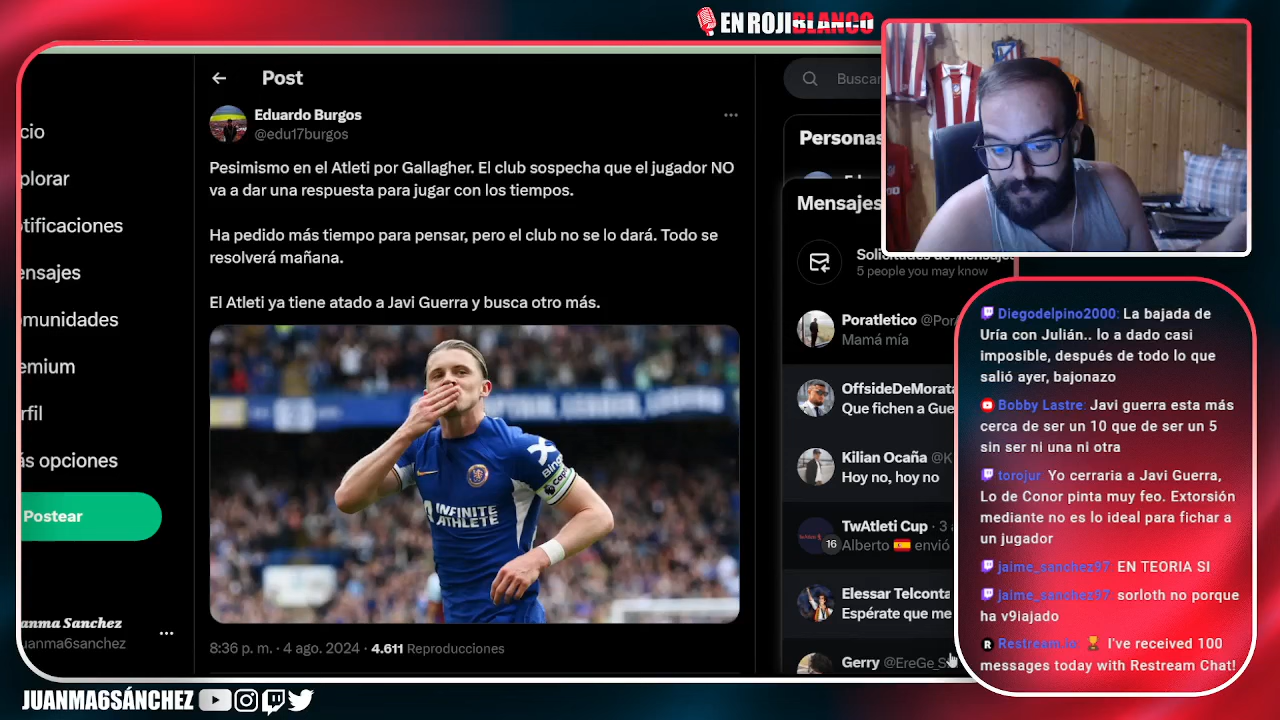 EN ROJIBLANCO
cio
plorar
tificaciones
ensajes
munidades
emium
rfil
ás opciones
Postear
anma Sanchez
uanma6sanchez
Post
Eduardo Burgos
@edu17burgos
Pesimismo en el Atleti por Gallagher. El club sospecha que el jugador NO
va a dar una respuesta para jugar con los tiempos.
Ha pedido más tiempo para pensar, pero el club no se lo dará. Todo se
resolverá mañana.
El Atleti ya tiene atado a Javi Guerra y busca otro más.
INFINITE
ATHLETE
8:36 p. m. · 4 ago. 2024 · 4.611 Reproducciones
Buscar
Personas
Mensajes
Solicitudes de mensajes
5 people you may know
Poratletico @Por
Mamá mía
OffsideDeMorata
Que fichen a Gue
Kilian Ocaña @K
Hoy no, hoy no
TwAtleti Cup · 3 a
16
Alberto 🇪🇸 envió
Elessar Telconta
Espérate que me
Gerry @EreGe_S
Diegodelpino2000: La bajada de
Uría con Julián.. lo a dado casi
imposible, después de todo lo que
salió ayer, bajonazo
Bobby Lastre: Javi guerra esta más
cerca de ser un 10 que de ser un 5
sin ser ni una ni otra
torojur: Yo cerraria a Javi Guerra,
Lo de Conor pinta muy feo. Extorsión
mediante no es lo ideal para fichar a
un jugador
jaime_sanchez97: EN TEORIA SI
jaime_sanchez97: sorloth no porque
ha v9iajado
Restream.io: 🏆 I've received 100
messages today with Restream Chat!
JUANMA6SÁNCHEZ